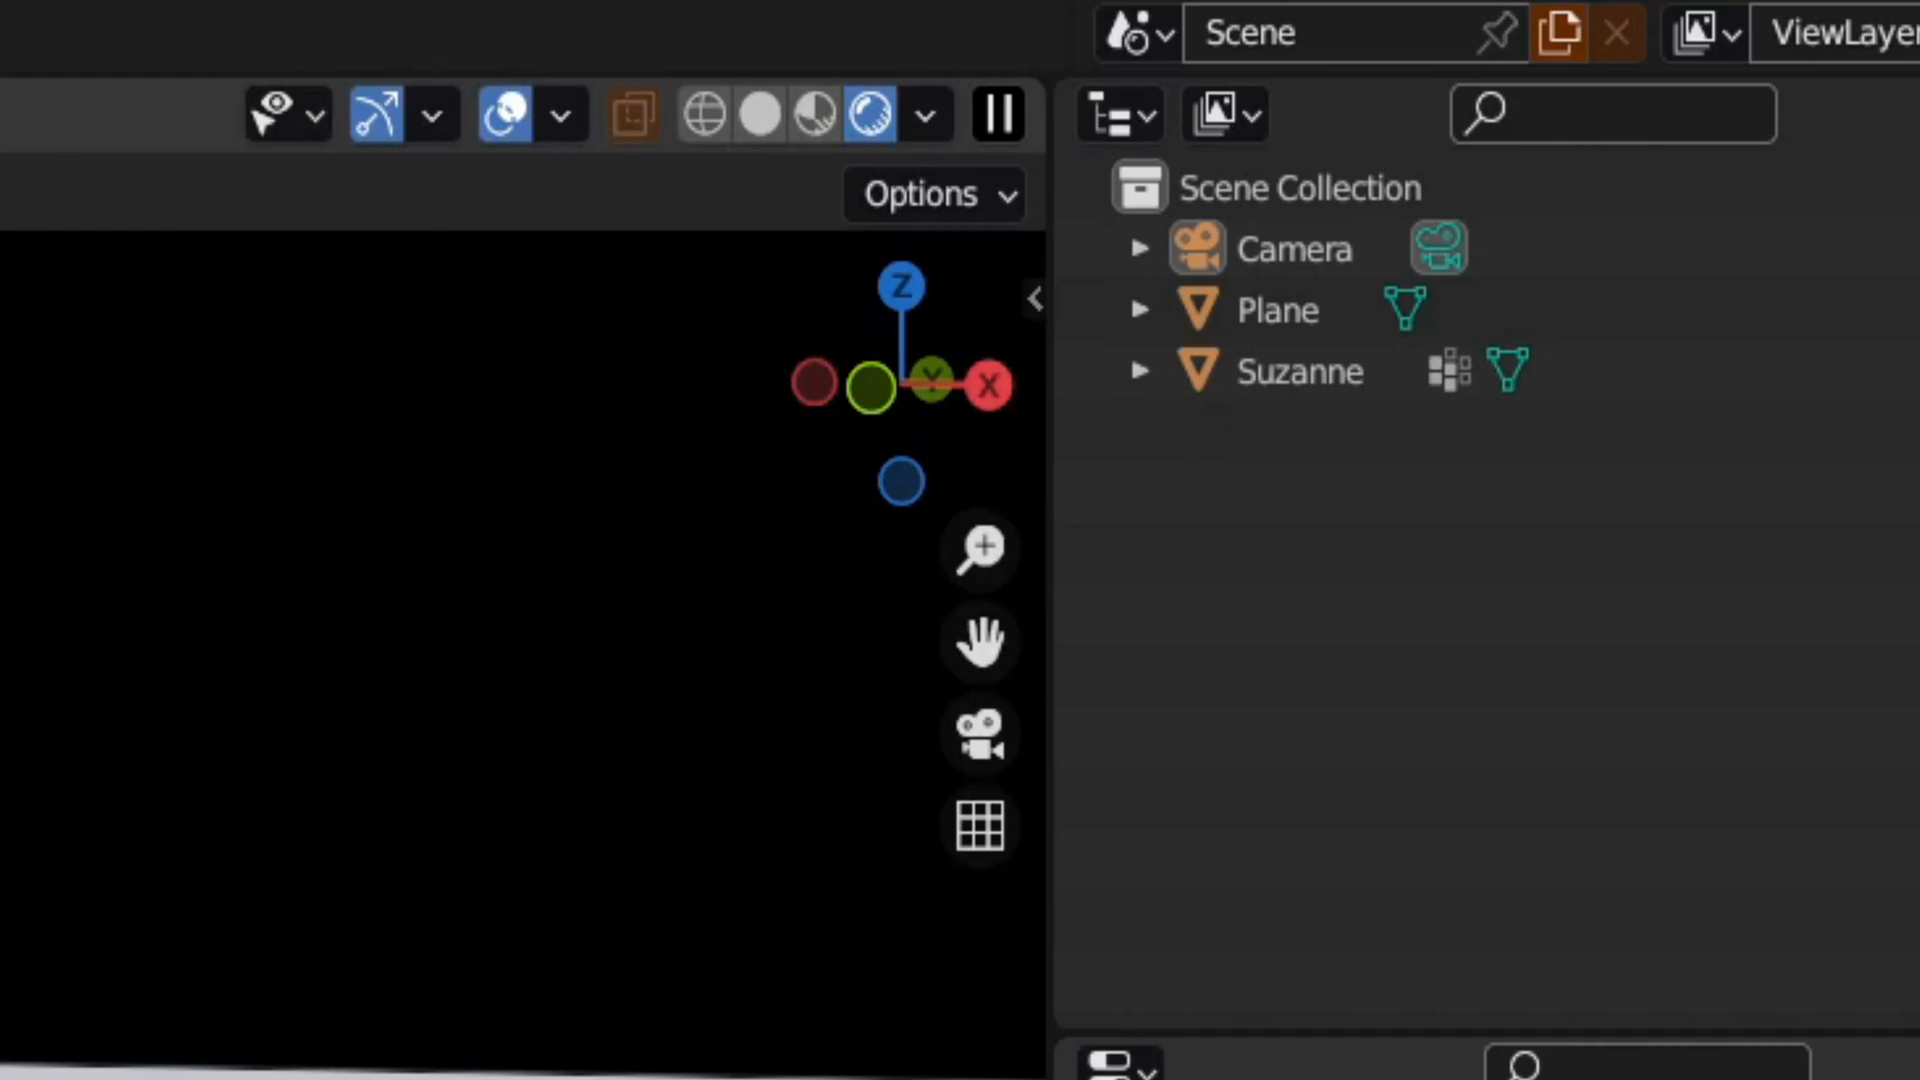 Scene
ViewLayer
Options
Scene Collection
Camera
Plane
Suzanne
Z
Y
X